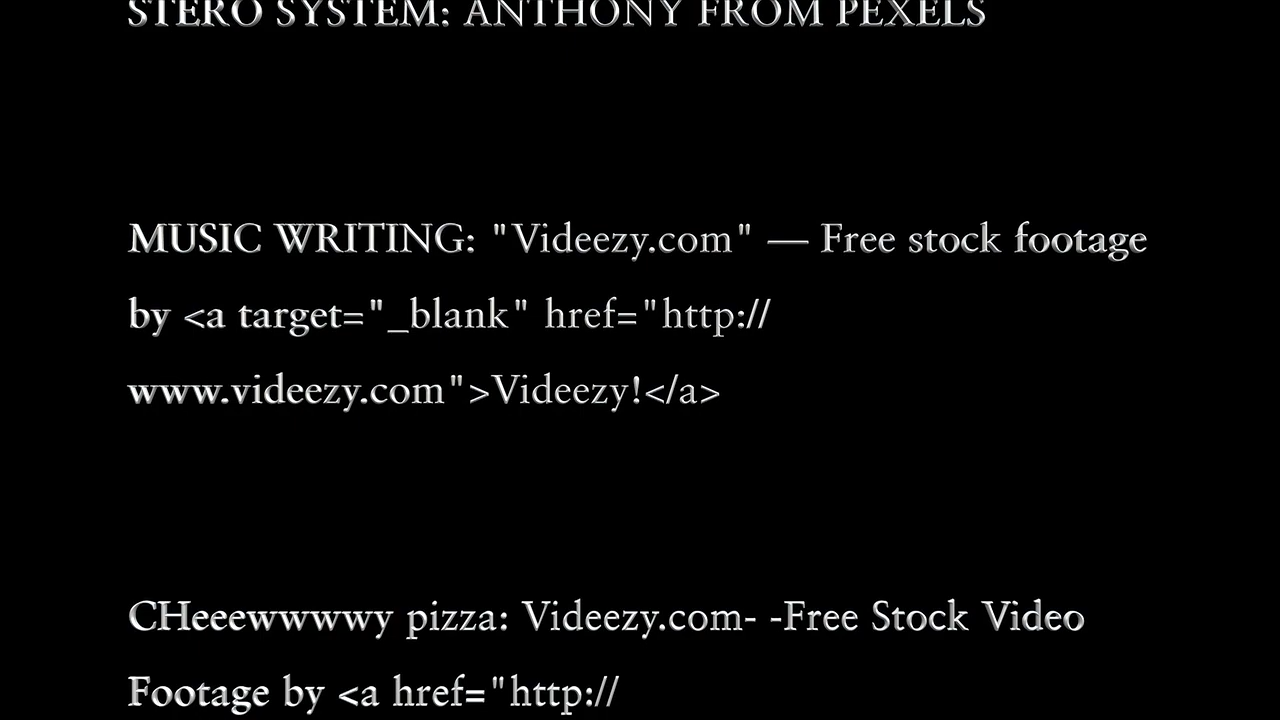 STERO SYSTEM: ANTHONY FROM PEXELS
MUSIC WRITING: "Videezy.com" — Free stock footage
by <a target="_blank" href="http://
www.videezy.com">Videezy!</a>
CHeeewwwwy pizza: Videezy.com- -Free Stock Video
Footage by <a href="http://